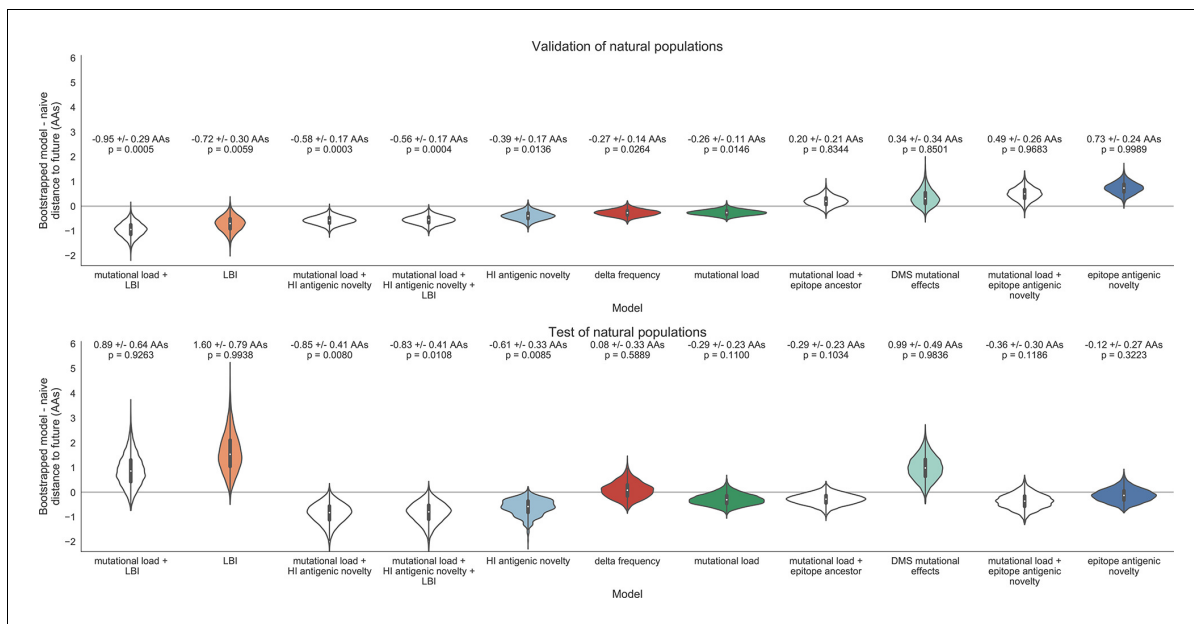 Validation of natural populations
Bootstrapped model - naive
distance to future (AAs)
6
5
4
3
2
1
0
−1
−2
-0.95 +/- 0.29 AAs
p = 0.0005
-0.72 +/- 0.30 AAs
p = 0.0059
-0.58 +/- 0.17 AAs
p = 0.0003
-0.56 +/- 0.17 AAs
p = 0.0004
-0.39 +/- 0.17 AAs
p = 0.0136
-0.27 +/- 0.14 AAs
p = 0.0264
-0.26 +/- 0.11 AAs
p = 0.0146
0.20 +/- 0.21 AAs
p = 0.8344
0.34 +/- 0.34 AAs
p = 0.8501
0.49 +/- 0.26 AAs
p = 0.9683
0.73 +/- 0.24 AAs
p = 0.9989
mutational load +
LBI
LBI
mutational load +
HI antigenic novelty
mutational load +
HI antigenic novelty +
LBI
HI antigenic novelty
delta frequency
mutational load
mutational load +
epitope ancestor
DMS mutational
effects
mutational load +
epitope antigenic
novelty
epitope antigenic
novelty
Model
Test of natural populations
Bootstrapped model - naive
distance to future (AAs)
6
5
4
3
2
1
0
−1
−2
0.89 +/- 0.64 AAs
p = 0.9263
1.60 +/- 0.79 AAs
p = 0.9938
-0.85 +/- 0.41 AAs
p = 0.0080
-0.83 +/- 0.41 AAs
p = 0.0108
-0.61 +/- 0.33 AAs
p = 0.0085
0.08 +/- 0.33 AAs
p = 0.5889
-0.29 +/- 0.23 AAs
p = 0.1100
-0.29 +/- 0.23 AAs
p = 0.1034
0.99 +/- 0.49 AAs
p = 0.9836
-0.36 +/- 0.30 AAs
p = 0.1186
-0.12 +/- 0.27 AAs
p = 0.3223
mutational load +
LBI
LBI
mutational load +
HI antigenic novelty
mutational load +
HI antigenic novelty +
LBI
HI antigenic novelty
delta frequency
mutational load
mutational load +
epitope ancestor
DMS mutational
effects
mutational load +
epitope antigenic
novelty
epitope antigenic
novelty
Model